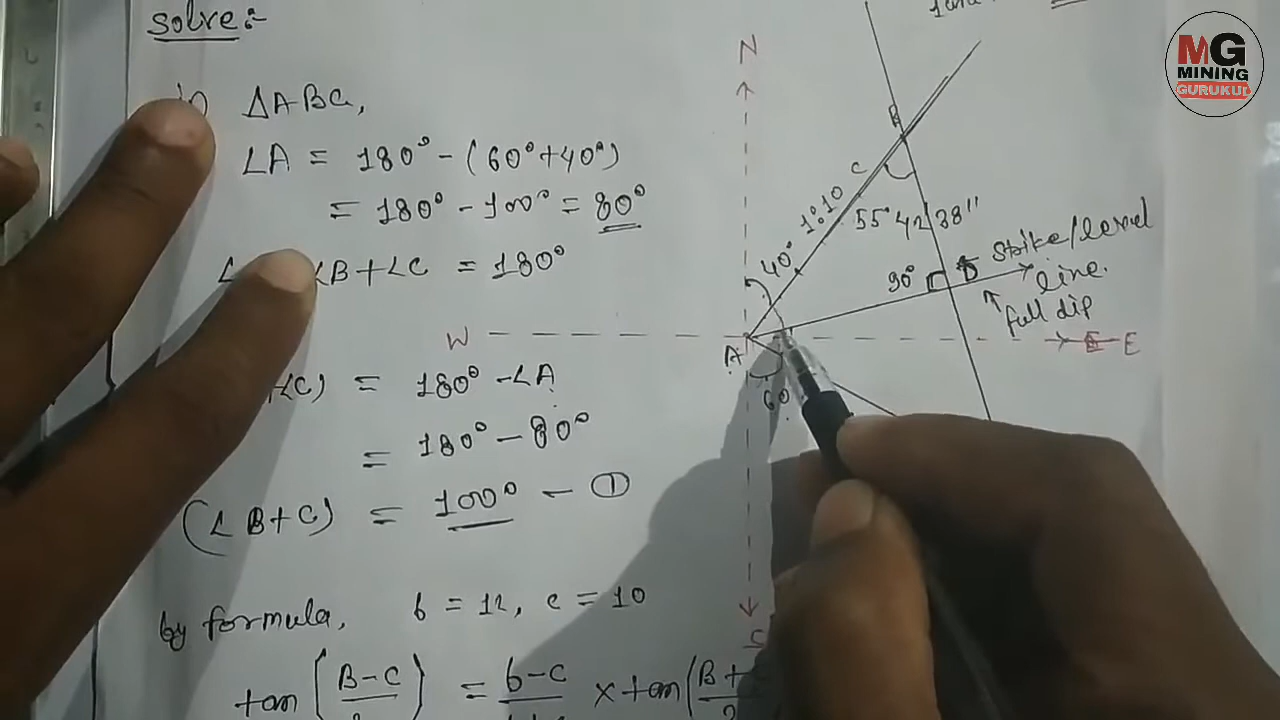 Solve:-
ΔABC,
∠A = 180° - (60°+40°)
= 180° - 100° = 80°
∠B+∠C = 180°
∠C) = 180° - ∠A
= 180° - 80°
(∠B+C) = 100° - ①
by formula, b = 12, c = 10
tan (B-C = b-c x tan (B+
N
B
c
1:10
40°
55°42'38"
90°
D
strike/level line.
full dip
W
E E
A
60
S
MG
MINING
GURUKUL